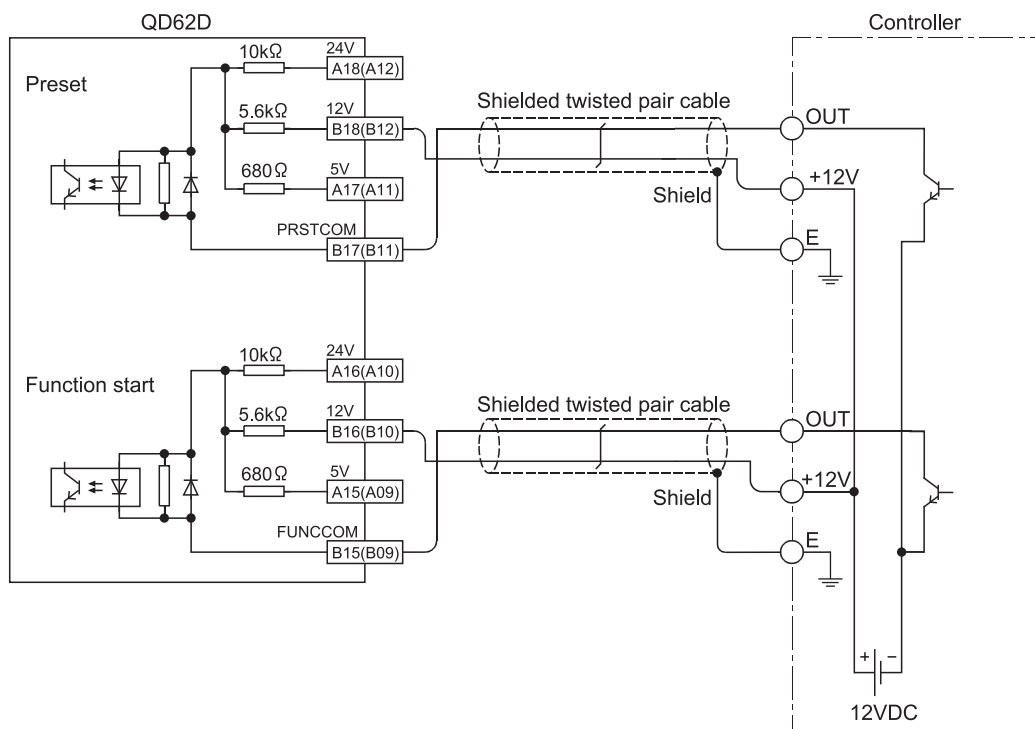 QD62D
Controller
Preset
10kΩ
24V
A18(A12)
5.6kΩ
12V
B18(B12)
680Ω
5V
A17(A11)
PRSTCOM
B17(B11)
Shielded twisted pair cable
Shield
OUT
+12V
E
Function start
10kΩ
24V
A16(A10)
5.6kΩ
12V
B16(B10)
680Ω
5V
A15(A09)
FUNCCOM
B15(B09)
Shielded twisted pair cable
Shield
OUT
+12V
E
+ −
12VDC